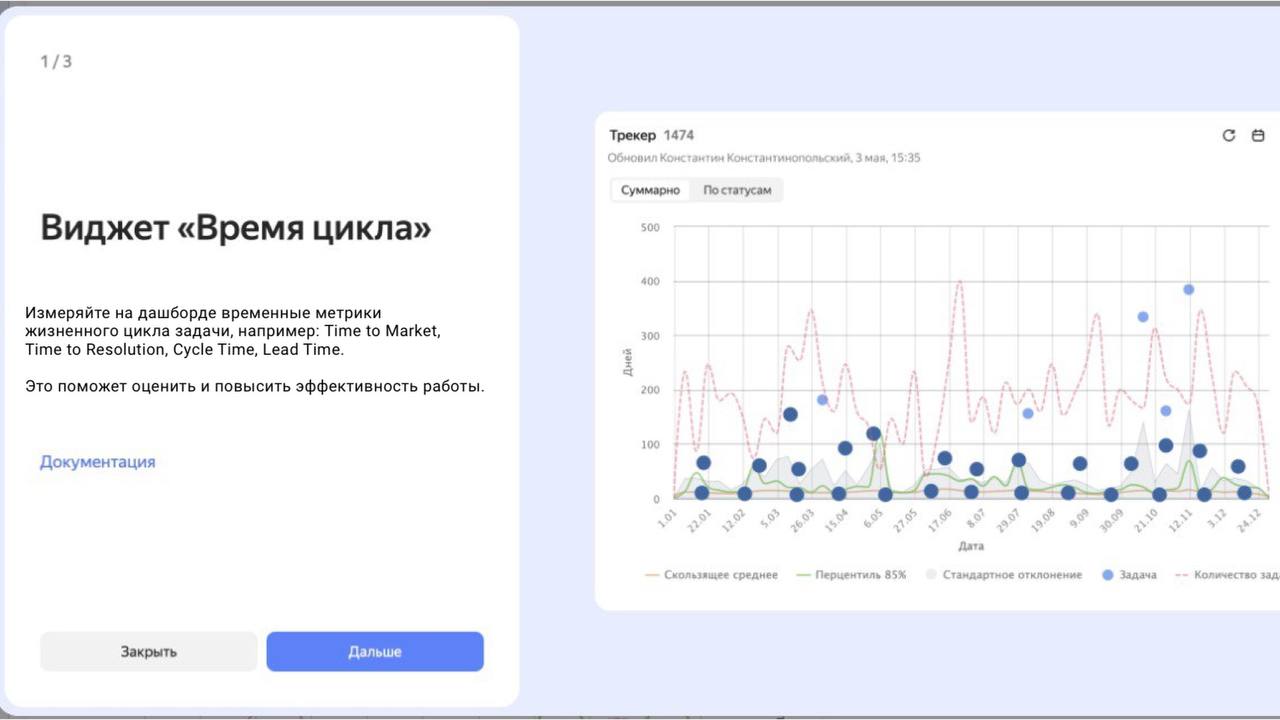 1 / 3
Виджет «Время цикла»
Измеряйте на дашборде временные метрики
жизненного цикла задачи, например: Time to Market,
Time to Resolution, Cycle Time, Lead Time.
Это поможет оценить и повысить эффективность работы.
Документация
Закрыть
Дальше
Трекер 1474
Обновил Константин Константинопольский, 3 мая, 15:35
Суммарно
По статусам
Дней
500
400
300
200
100
0
1.01 22.01 12.02 5.03 26.03 15.04 6.05 27.05 17.06 8.07 29.07 19.08 9.09 30.09 21.10 12.11 3.12 24.12
Дата
Скользящее среднее Перцентиль 85% Стандартное отклонение Задача Количество